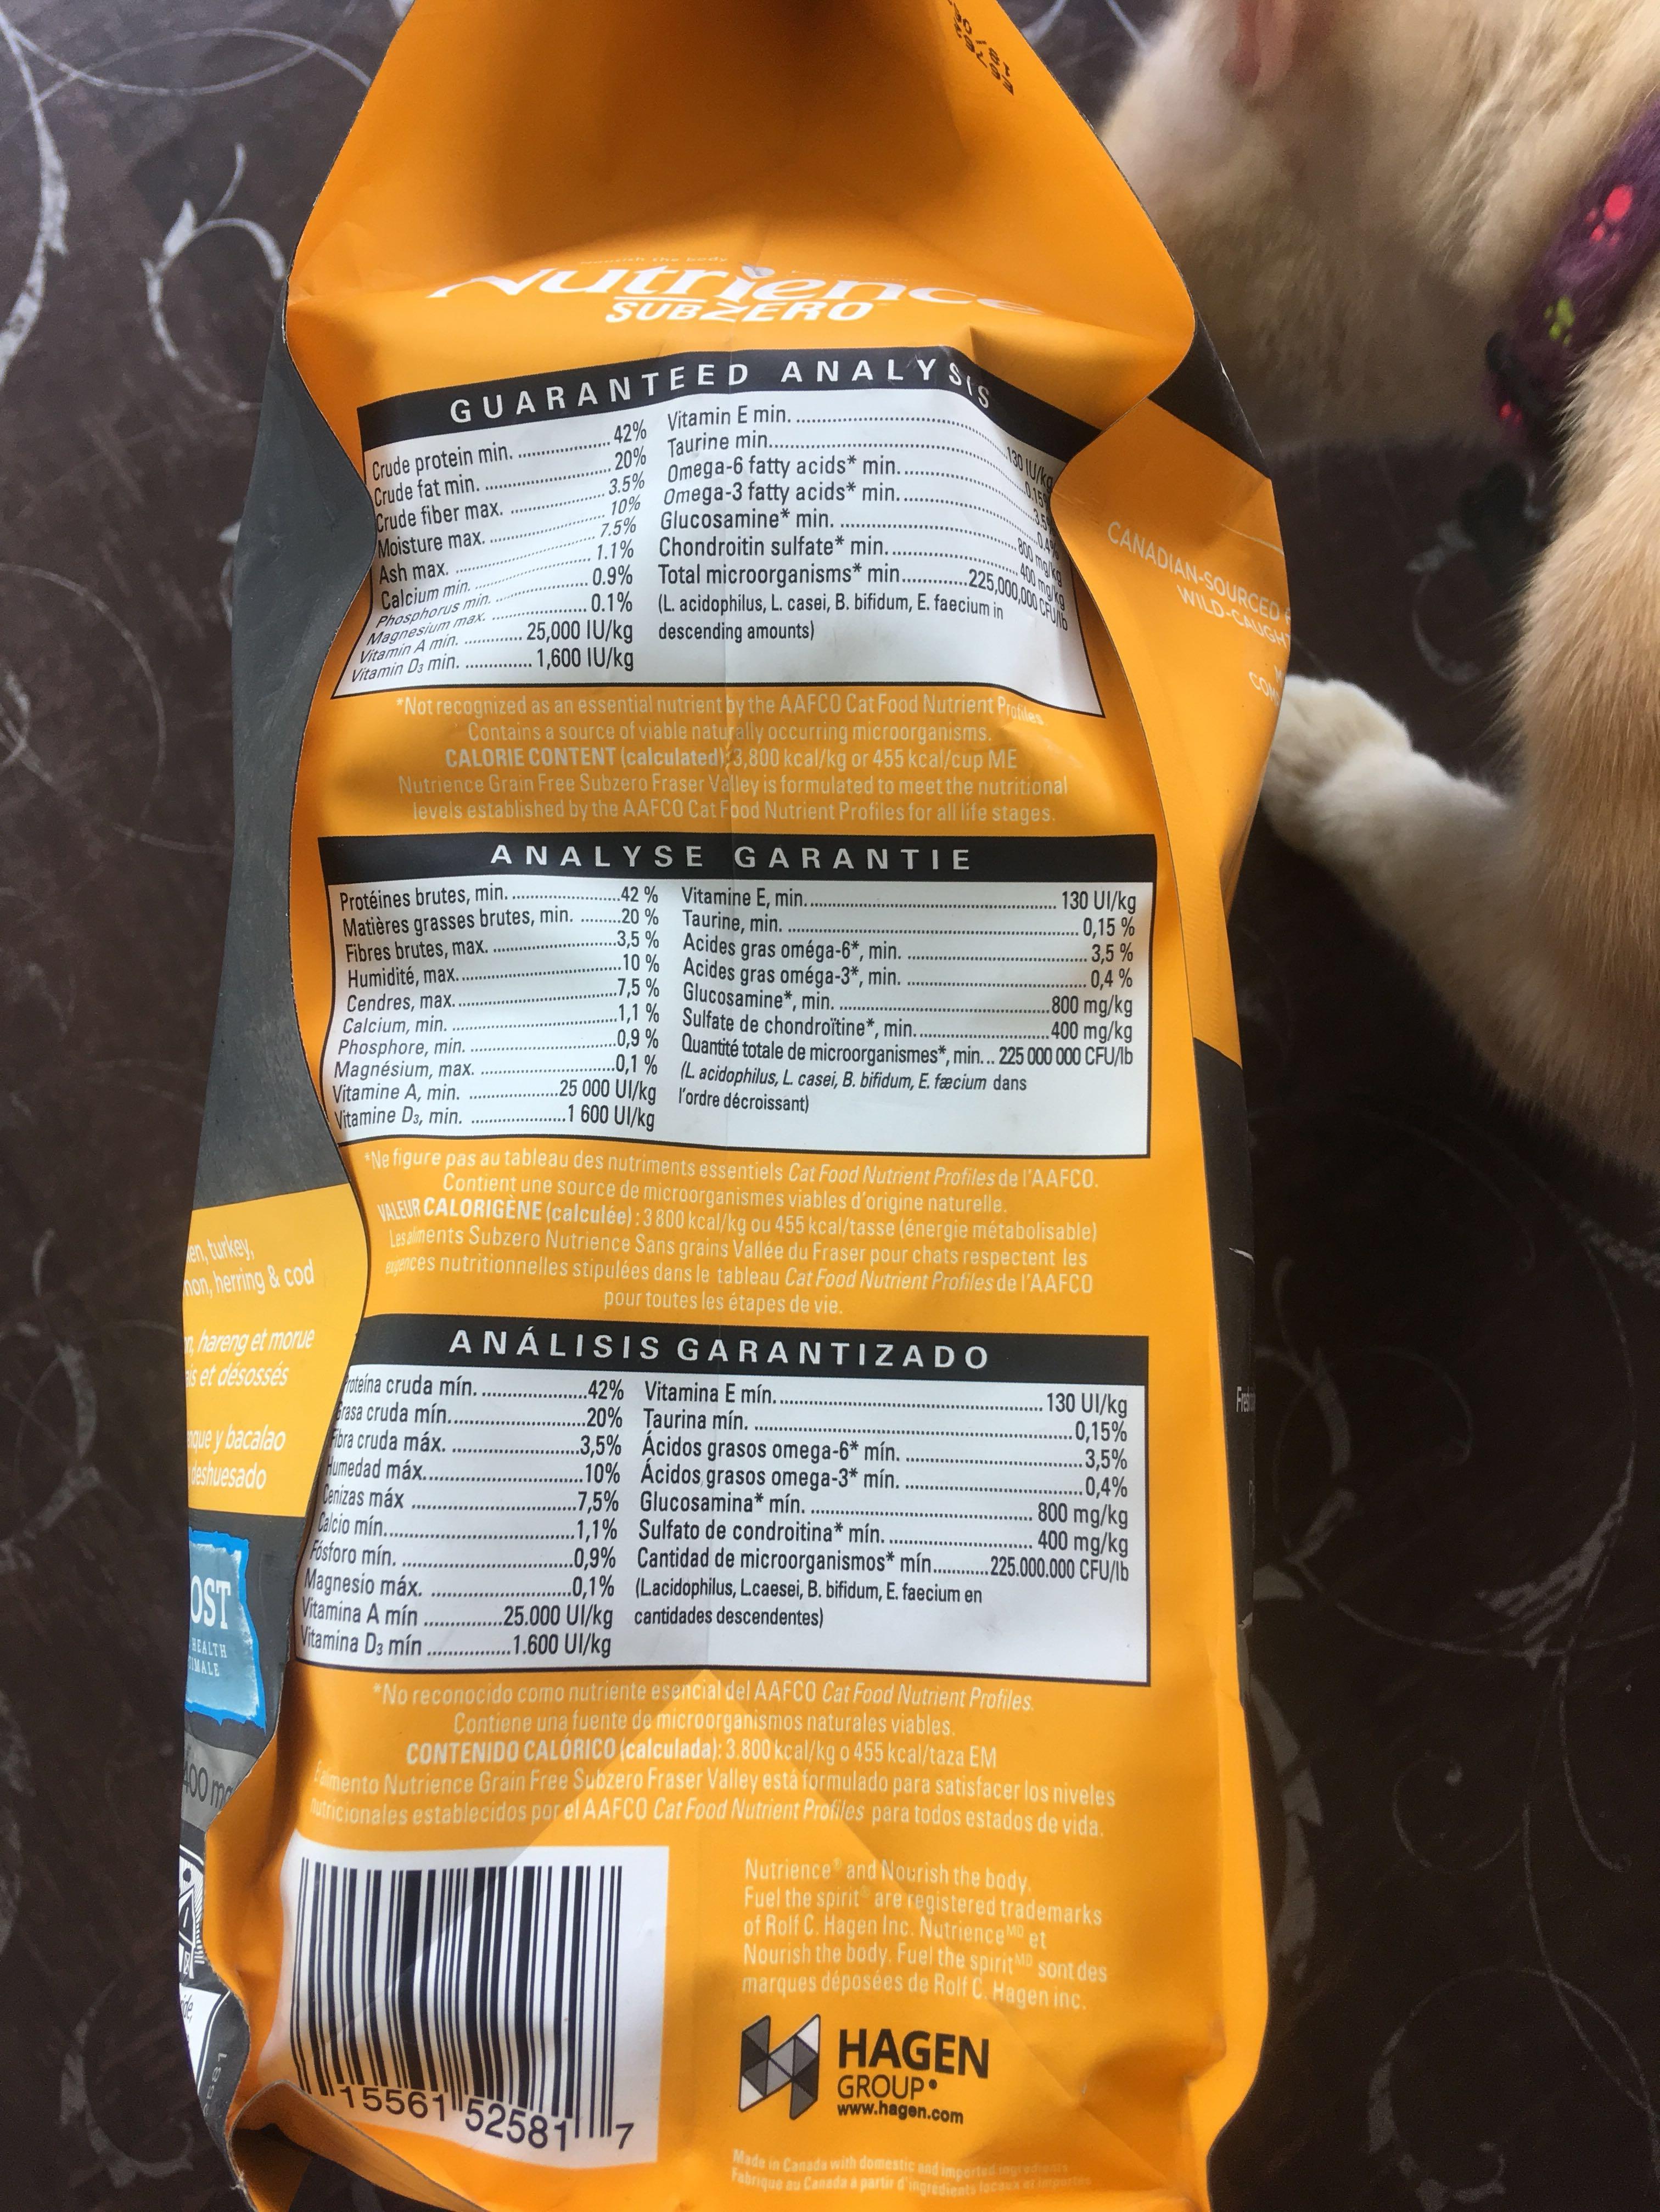 Nutrience
SUBZERO
GUARANTEED ANALYSIS
Crude protein min. 42%
Crude fat min. 20%
Crude fiber max. 3.5%
Moisture max. 10%
Ash max. 7.5%
Calcium min. 1.1%
Phosphorus min. 0.9%
Magnesium max. 0.1%
Vitamin A min. 25,000 IU/kg
Vitamin D3 min. 1,600 IU/kg
Vitamin E min. 130 IU/kg
Taurine min. 0.15
Omega-6 fatty acids* min. 3.5
Omega-3 fatty acids* min. 0.4%
Glucosamine* min. 800 mg/kg
Chondroitin sulfate* min. 400 mg/kg
Total microorganisms* min. 225,000,000 CFU/lb
(L. acidophilus, L. casei, B. bifidum, E. faecium in
descending amounts)
*Not recognized as an essential nutrient by the AAFCO Cat Food Nutrient Profiles
Contains a source of viable naturally occurring microorganisms.
CALORIE CONTENT (calculated): 3,800 kcal/kg or 455 kcal/cup ME
Nutrience Grain Free Subzero Fraser Valley is formulated to meet the nutritional
levels established by the AAFCO Cat Food Nutrient Profiles for all life stages.
ANALYSE GARANTIE
Protéines brutes, min. 42 %
Matières grasses brutes, min. 20 %
Fibres brutes, max. 3,5 %
Humidité, max. 10 %
Cendres, max. 7,5 %
Calcium, min. 1,1 %
Phosphore, min. 0,9 %
Magnésium, max. 0,1 %
Vitamine A, min. 25 000 UI/kg
Vitamine D3, min. 1 600 UI/kg
Vitamine E, min. 130 UI/kg
Taurine, min. 0,15 %
Acides gras oméga-6*, min. 3,5 %
Acides gras oméga-3*, min. 0,4 %
Glucosamine*, min. 800 mg/kg
Sulfate de chondroïtine*, min. 400 mg/kg
Quantité totale de microorganismes*, min... 225 000 000 CFU/lb
(L. acidophilus, L. casei, B. bifidum, E. fæcium dans
l'ordre décroissant)
*Ne figure pas au tableau des nutriments essentiels Cat Food Nutrient Profiles de l'AAFCO.
Contient une source de microorganismes viables d'origine naturelle.
VALEUR CALORIGÈNE (calculée) : 3 800 kcal/kg ou 455 kcal/tasse (énergie métabolisable)
Les aliments Subzero Nutrience Sans grains Vallée du Fraser pour chats respectent les
exigences nutritionnelles stipulées dans le tableau Cat Food Nutrient Profiles de l'AAFCO
pour toutes les étapes de vie.
ANÁLISIS GARANTIZADO
Proteína cruda mín. 42%
Grasa cruda mín. 20%
Fibra cruda máx. 3,5%
Humedad máx. 10%
Cenizas máx 7,5%
Calcio mín. 1,1%
Fósforo mín. 0,9%
Magnesio máx. 0,1%
Vitamina A mín 25.000 UI/kg
Vitamina D3 mín 1.600 UI/kg
Vitamina E mín. 130 UI/kg
Taurina mín. 0,15%
Ácidos grasos omega-6* mín. 3,5%
Ácidos grasos omega-3* mín. 0,4%
Glucosamina* mín. 800 mg/kg
Sulfato de condroitina* mín. 400 mg/kg
Cantidad de microorganismos* mín. 225.000.000 CFU/lb
(Lacidophilus, L.caesei, B. bifidum, E. faecium en
cantidades descendentes)
*No reconocido como nutriente esencial del AAFCO Cat Food Nutrient Profiles.
Contiene una fuente de microorganismos naturales viables.
CONTENIDO CALÓRICO (calculada): 3.800 kcal/kg o 455 kcal/taza EM
alimento Nutrience Grain Free Subzero Fraser Valley está formulado para satisfacer los niveles
nutricionales establecidos por el AAFCO Cat Food Nutrient Profiles para todos estados de vida.
15561 52581 7
Nutrience® and Nourish the body.
Fuel the spirit® are registered trademarks
of Rolf C. Hagen Inc. Nutrience MD et
Nourish the body. Fuel the spirit MD sont des
marques déposées de Rolf C. Hagen inc.
HAGEN
GROUP
www.hagen.com
Made in Canada with domestic and imported ingredients
Fabriqué au Canada à partir d'ingrédients locaux et importés
turkey,
herring & cod
hareng et morue
et désossés
y bacalao
deshuesado
OST
HEALTH
400 mg
CANADIAN-SOURCED
WILD-CAUGHT